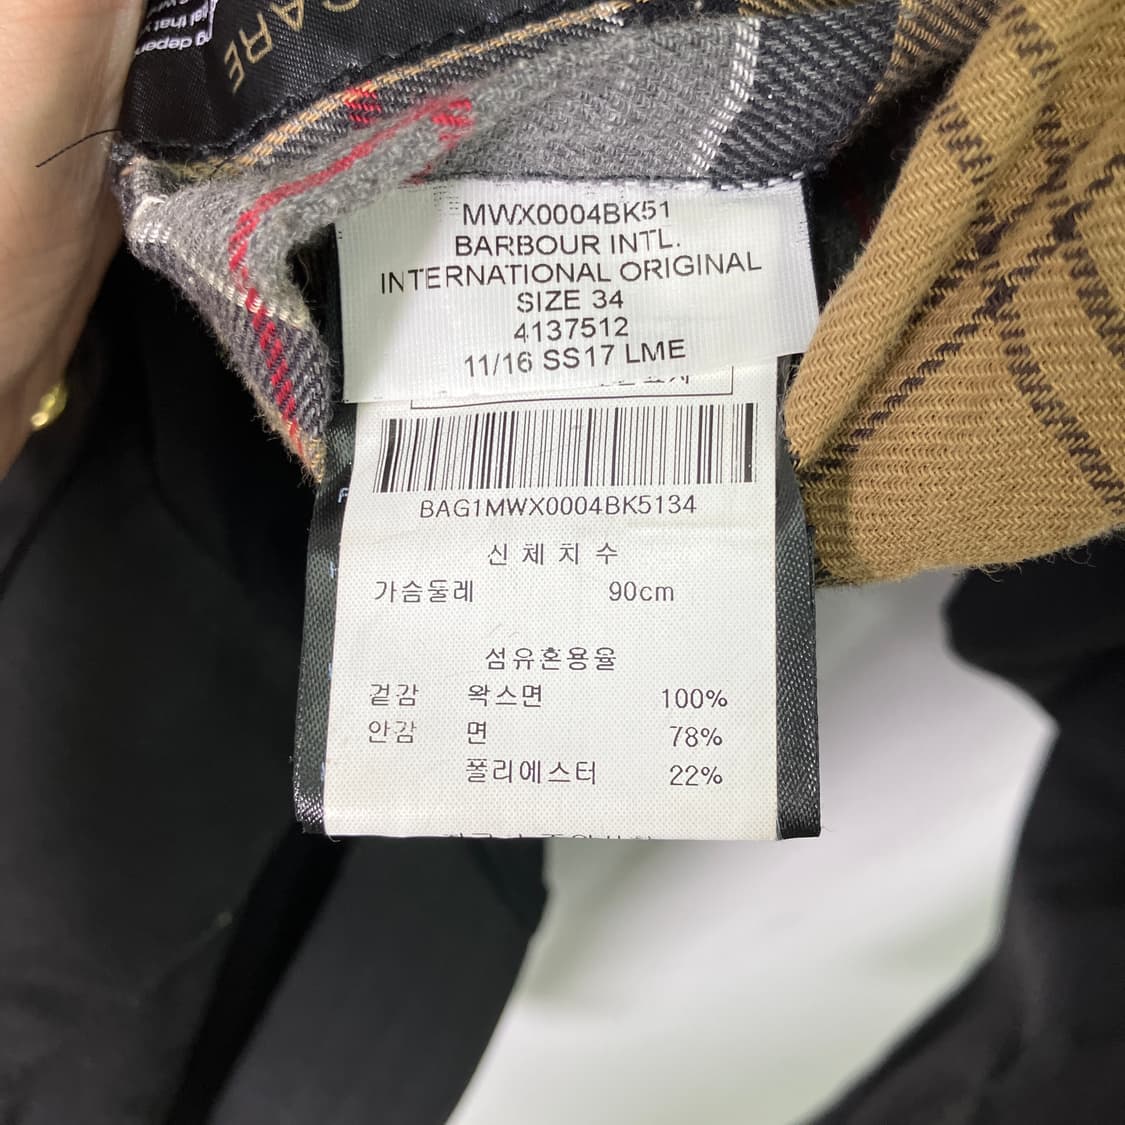 CARE
MWX0004BK51
BARBOUR INTL.
INTERNATIONAL ORIGINAL
SIZE 34
4137512
11/16 SS17 LME
BAG1MWX0004BK5134
신 체 치 수
가슴둘레 90cm
섬유혼용율
겉감 왁스면 100%
안감 면 78%
폴리에스터 22%